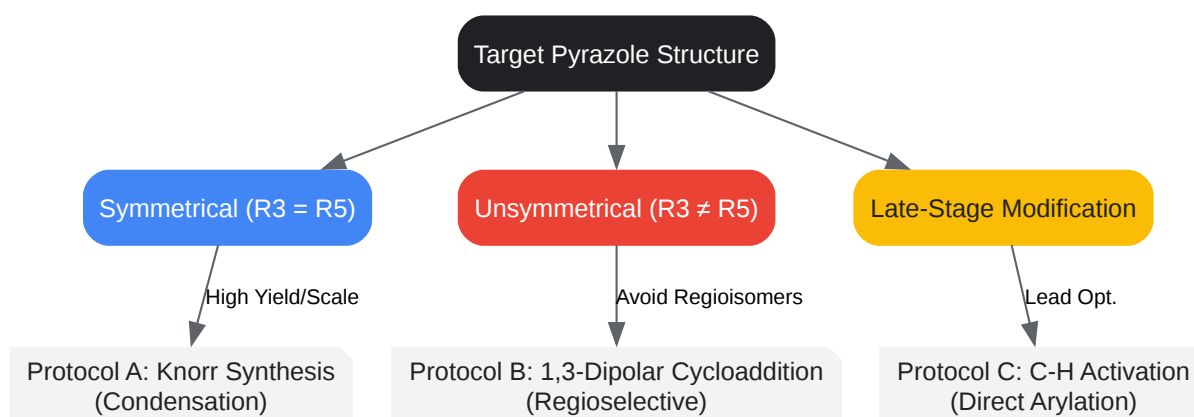 Target Pyrazole Structure
Symmetrical (R3 = R5)
Unsymmetrical (R3 ≠ R5)
Late-Stage Modification
High Yield/Scale
Avoid Regioisomers
Lead Opt.
Protocol A: Knorr Synthesis
(Condensation)
Protocol B: 1,3-Dipolar Cycloaddition
(Regioselective)
Protocol C: C-H Activation
(Direct Arylation)